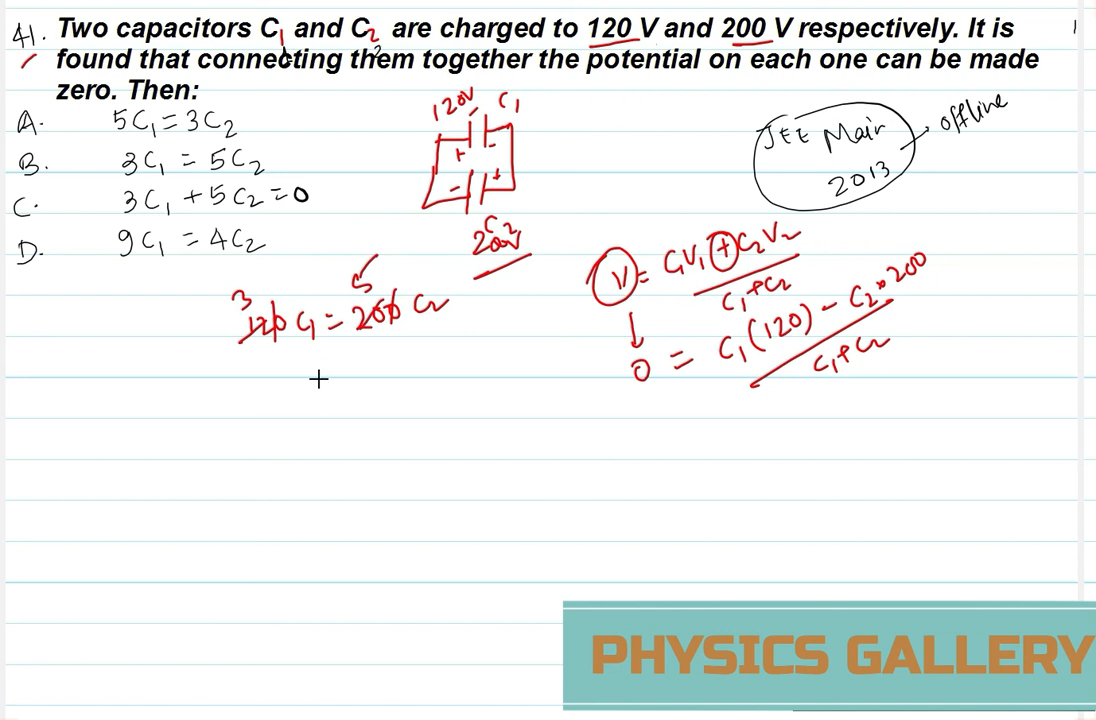 41. Two capacitors C1 and C2 are charged to 120 V and 200 V respectively. It is
found that connecting them together the potential on each one can be made
zero. Then:
A. 5C1 = 3C2
B. 3C1 = 5C2
C. 3C1 + 5C2 = 0
D. 9C1 = 4C2
120V C1
+ -
- +
C2
200V
JEE Main
2013
offline
V = C1V1 + C2V2
C1 + C2
0 = C1(120) - C2 × 200
C1 + C2
3 5
120 C1 = 200 C2
1
PHYSICS GALLERY